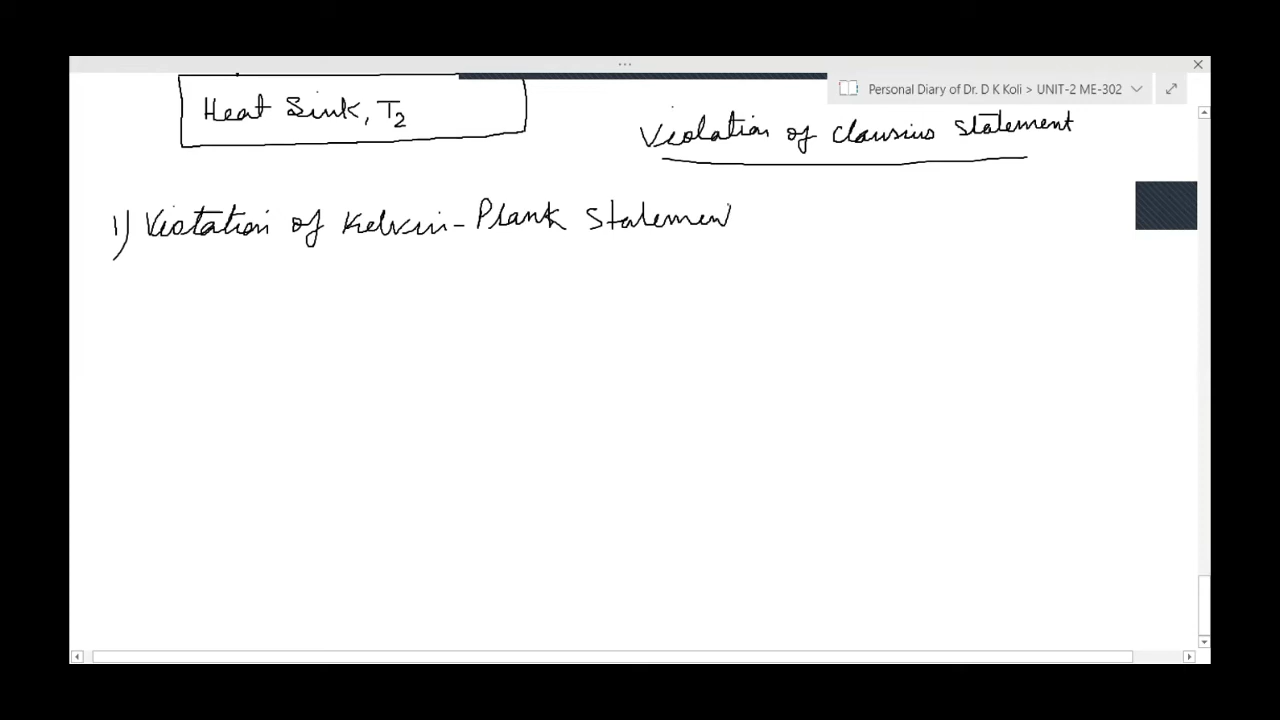 Personal Diary of Dr. D K Koli > UNIT-2 ME-302
Heat Sink, T2
Violation of Clausius Statement
1) Violation of Kelvin-Plank Statemen